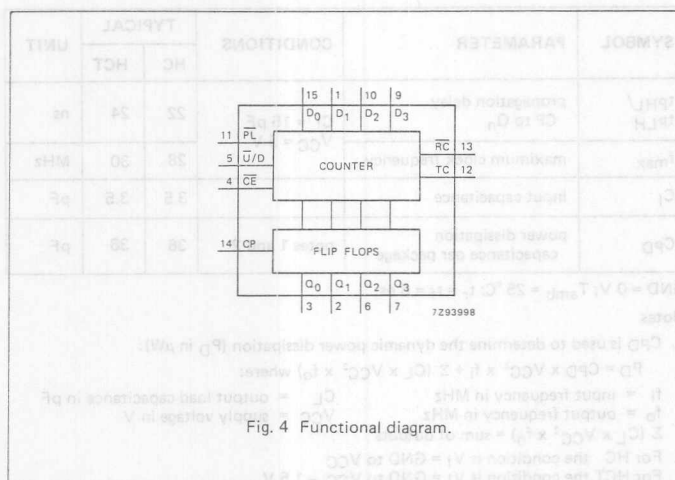 15 1 10 9
D0 D1 D2 D3
11 PL
5 U/D
4 CE
COUNTER
RC 13
TC 12
14 CP
FLIP FLOPS
Q0 Q1 Q2 Q3
3 2 6 7
7Z93998
Fig. 4 Functional diagram.